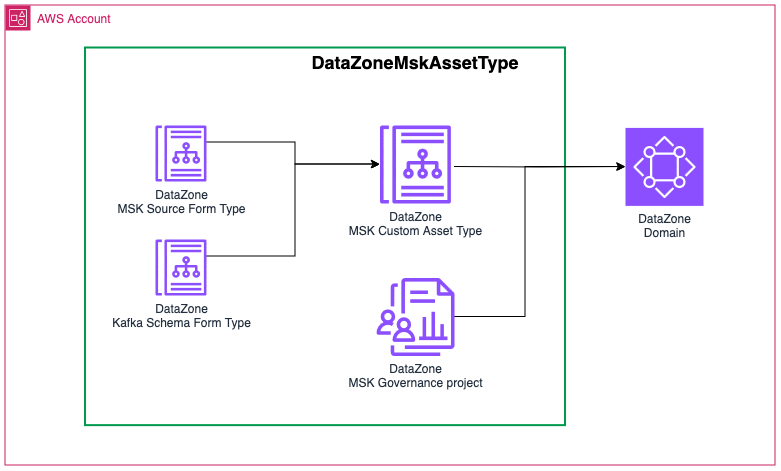 AWS Account
DataZoneMskAssetType
DataZone
MSK Source Form Type
DataZone
Kafka Schema Form Type
DataZone
MSK Custom Asset Type
DataZone
MSK Governance project
DataZone
Domain